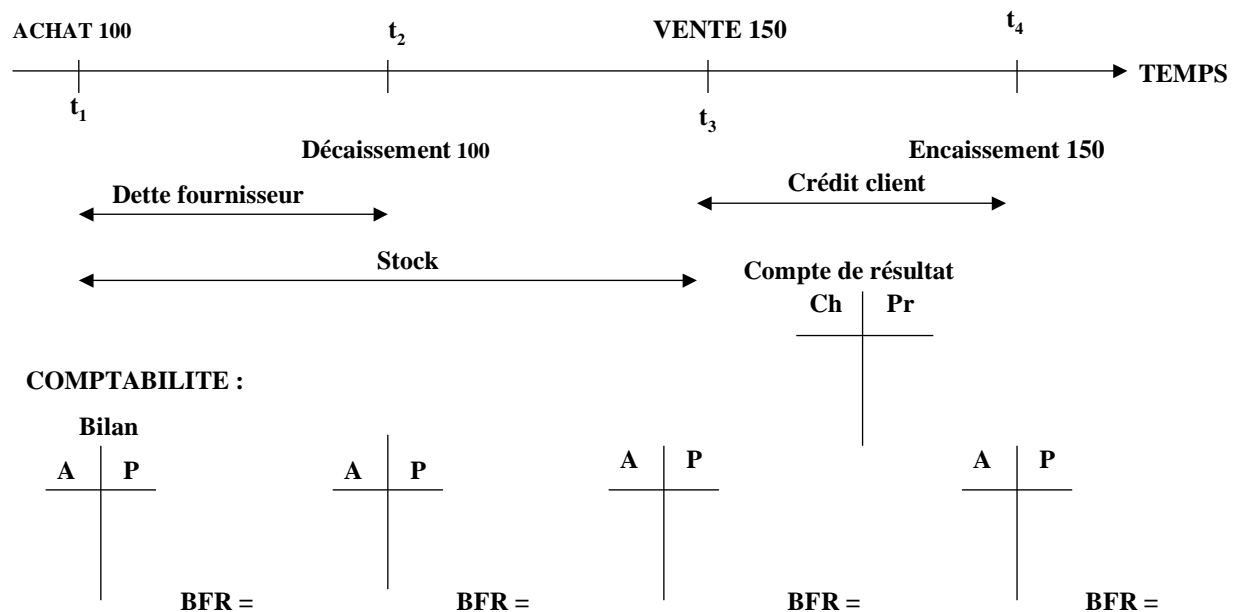 ACHAT 100 t2 VENTE 150 t4
TEMPS
t1 t3
Décaissement 100 Encaissement 150
Dette fournisseur Crédit client
Stock
Compte de résultat
Ch Pr
COMPTABILITE :
Bilan
A P A P A P A P
BFR = BFR = BFR = BFR =